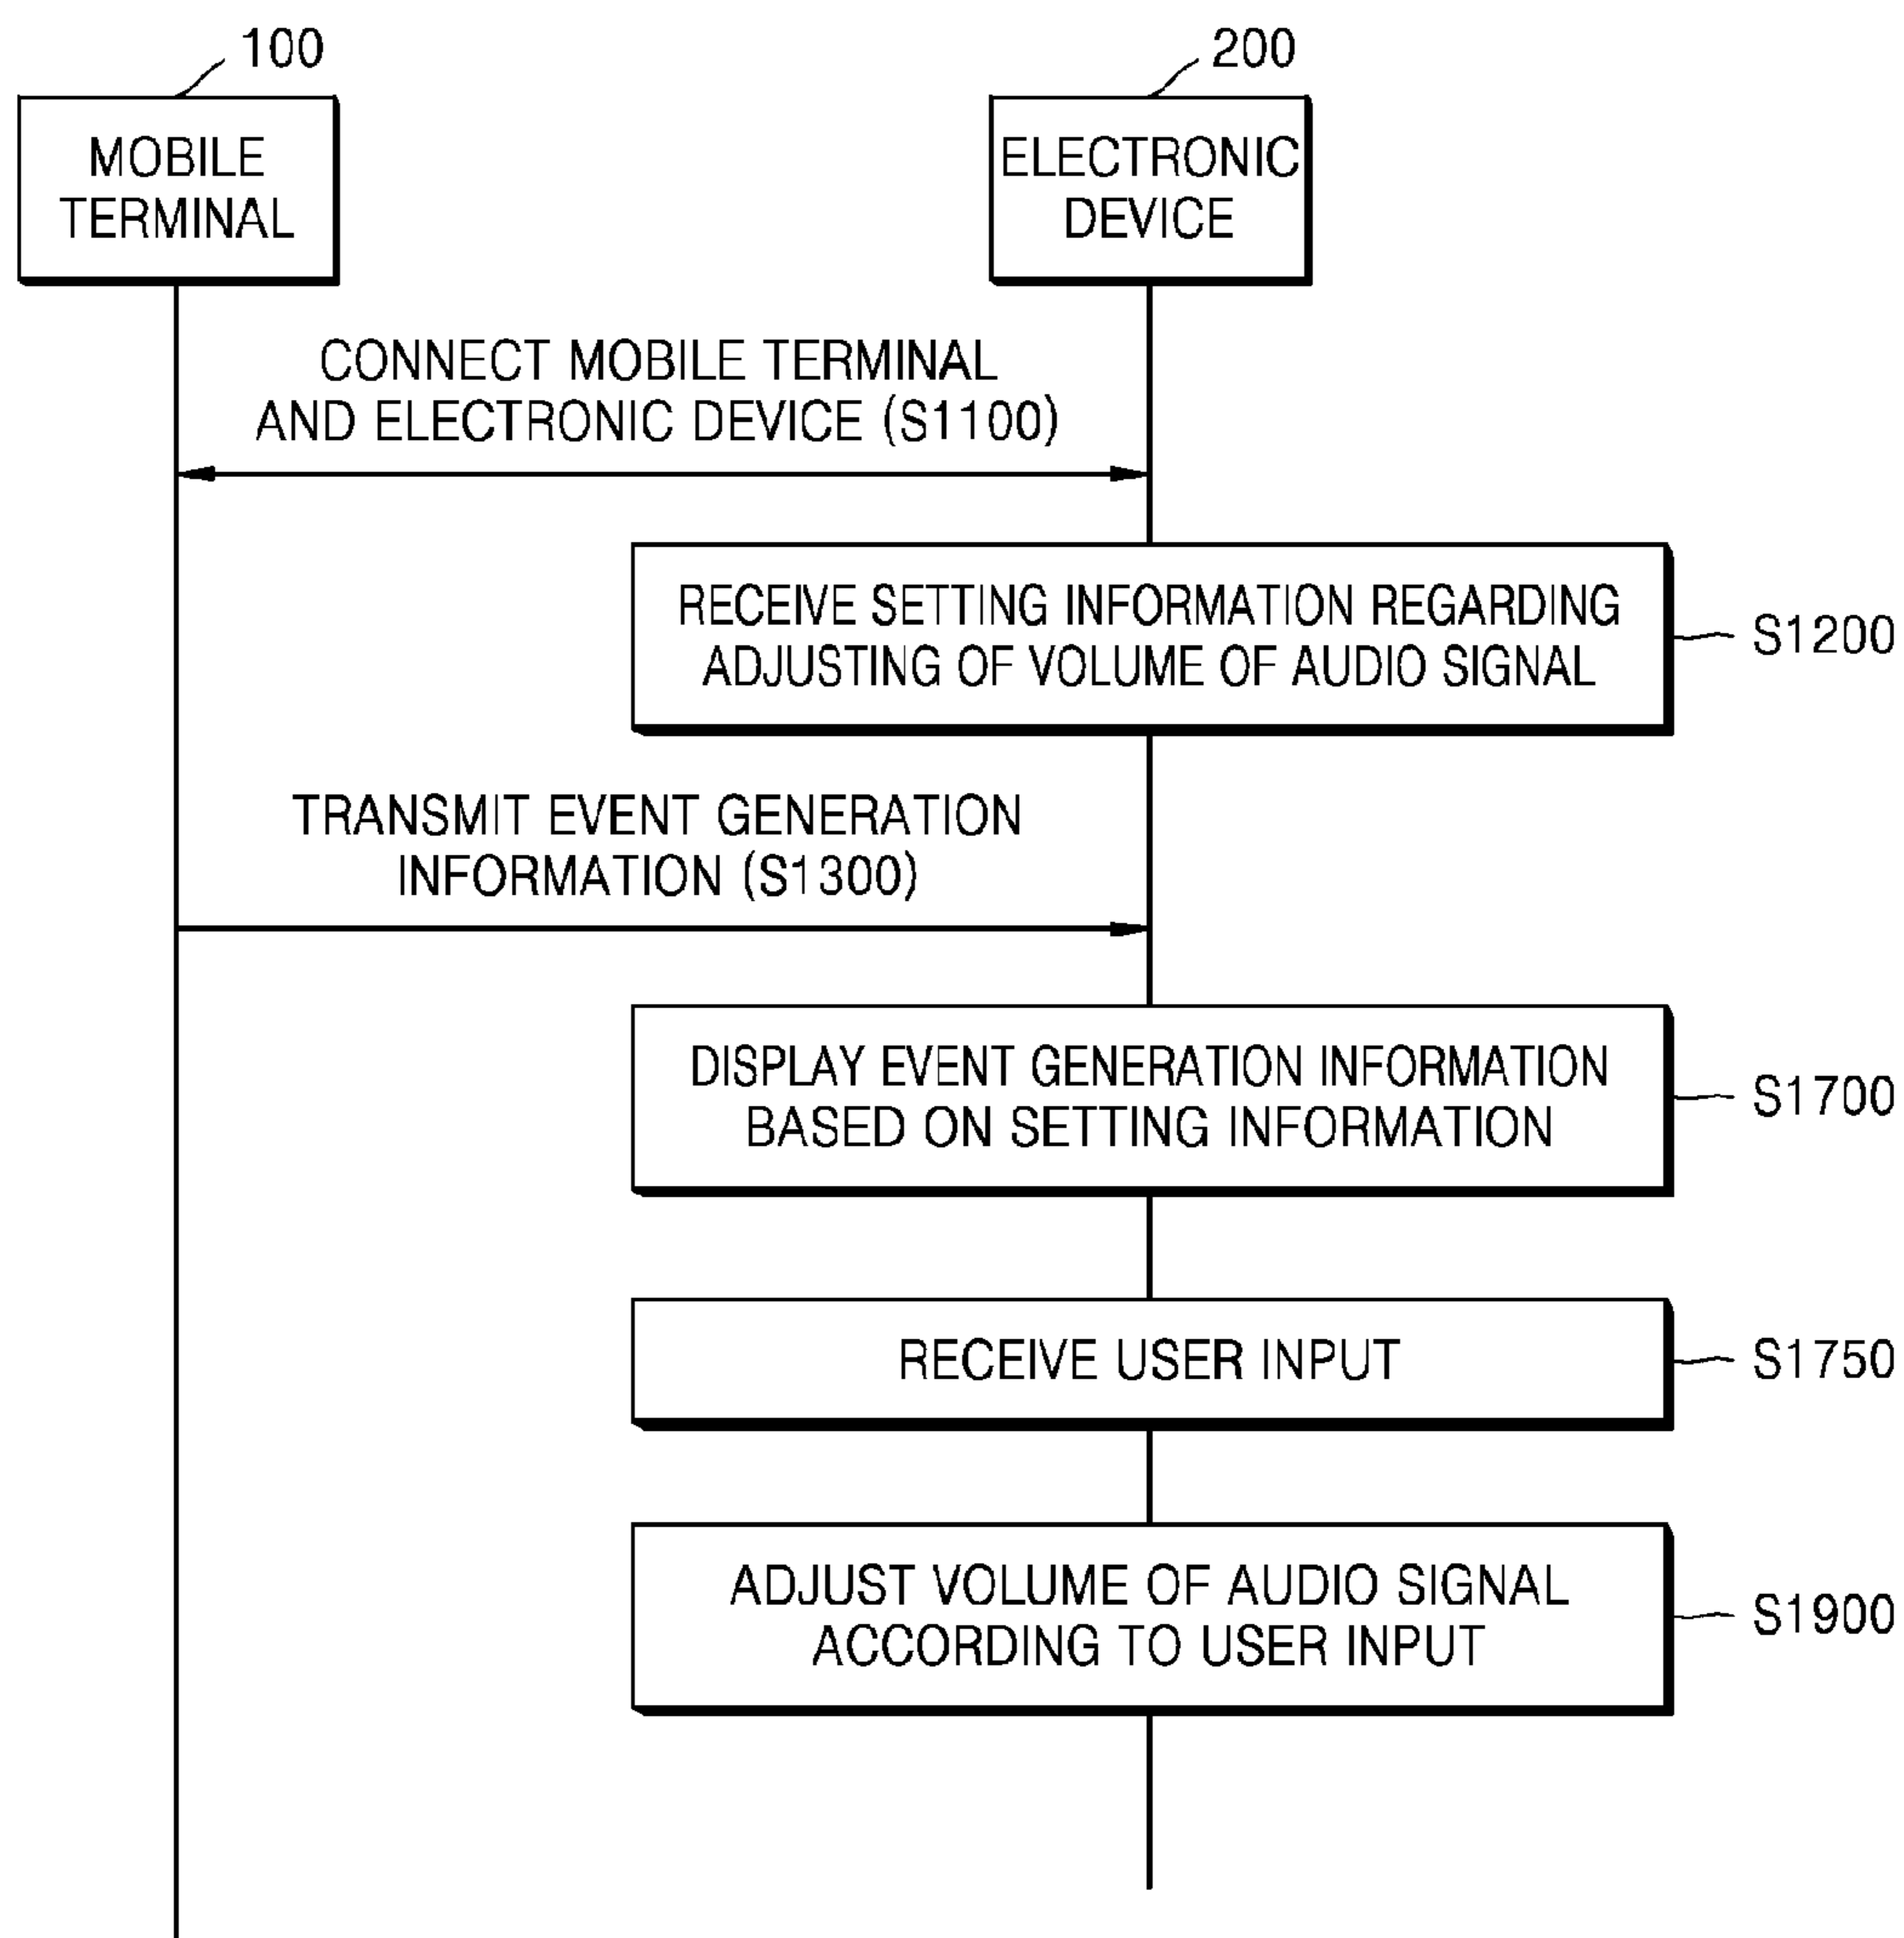 100
200
MOBILE
TERMINAL
ELECTRONIC
DEVICE
CONNECT MOBILE TERMINAL
AND ELECTRONIC DEVICE (S1100)
RECEIVE SETTING INFORMATION REGARDING
ADJUSTING OF VOLUME OF AUDIO SIGNAL
S1200
TRANSMIT EVENT GENERATION
INFORMATION (S1300)
DISPLAY EVENT GENERATION INFORMATION
BASED ON SETTING INFORMATION
S1700
RECEIVE USER INPUT
S1750
ADJUST VOLUME OF AUDIO SIGNAL
ACCORDING TO USER INPUT
S1900